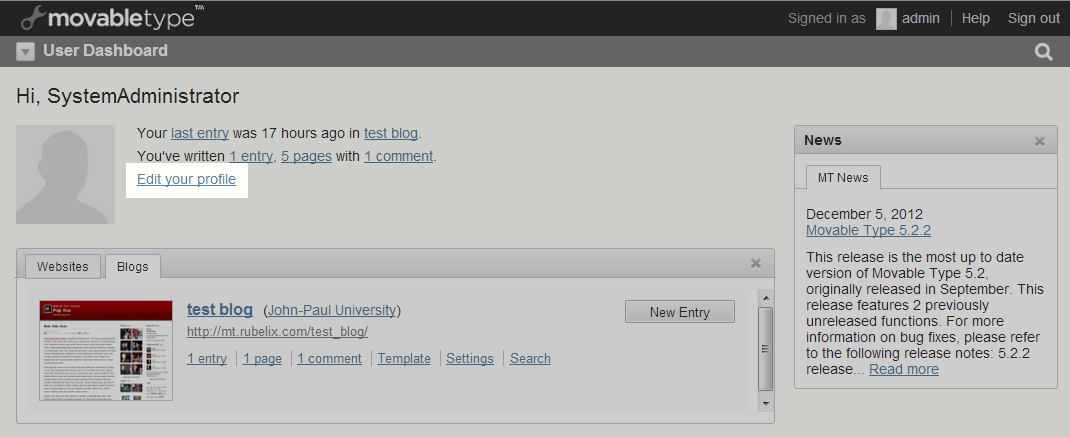 movabletype™
Signed in as admin Help Sign out
User Dashboard
Hi, SystemAdministrator
Your last entry was 17 hours ago in test blog.
You've written 1 entry, 5 pages with 1 comment.
Edit your profile
Websites Blogs
test blog (John-Paul University)
http://mt.rubelix.com/test_blog/
1 entry 1 page 1 comment Template Settings Search
New Entry
News
MT News
December 5, 2012
Movable Type 5.2.2
This release is the most up to date
version of Movable Type 5.2,
originally released in September. This
release features 2 previously
unreleased functions. For more
information on bug fixes, please refer
to the following release notes: 5.2.2
release... Read more